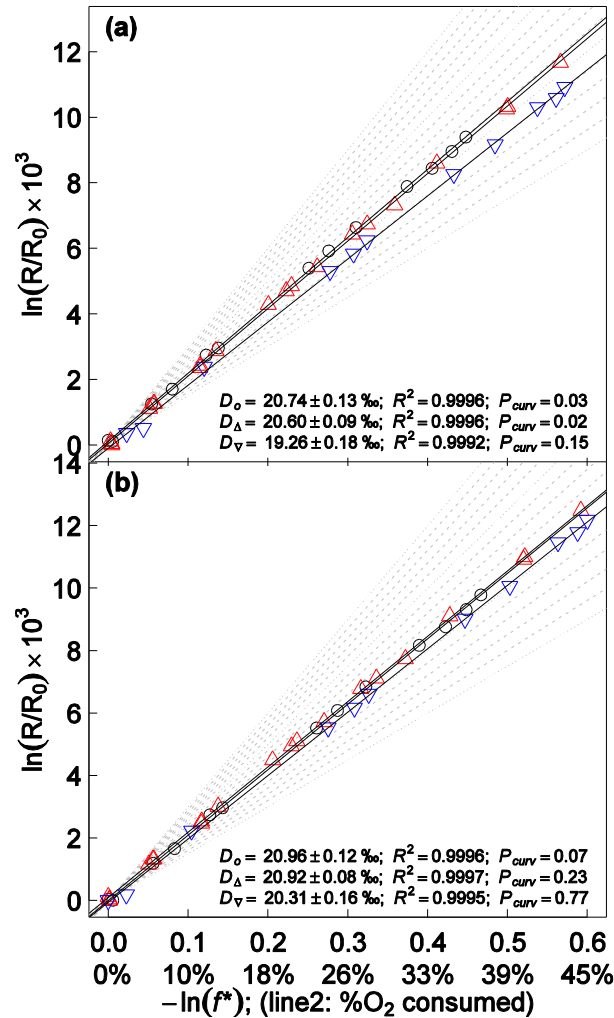 (a)
12
10
8
6
4
2
0
ln(R/R₀) × 10³
Dₒ = 20.74 ± 0.13 ‰; R² = 0.9996; P_curv = 0.03
D_Δ = 20.60 ± 0.09 ‰; R² = 0.9996; P_curv = 0.02
D_∇ = 19.26 ± 0.18 ‰; R² = 0.9992; P_curv = 0.15
(b)
14
12
10
8
6
4
2
0
ln(R/R₀) × 10³
Dₒ = 20.96 ± 0.12 ‰; R² = 0.9996; P_curv = 0.07
D_Δ = 20.92 ± 0.08 ‰; R² = 0.9997; P_curv = 0.23
D_∇ = 20.31 ± 0.16 ‰; R² = 0.9995; P_curv = 0.77
0.0 0.1 0.2 0.3 0.4 0.5 0.6
0% 10% 18% 26% 33% 39% 45%
−ln(f*); (line2: %O₂ consumed)